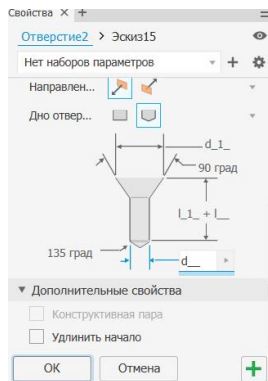 Свойства × +
Отверстие2 > Эскиз15
Нет наборов параметров
Направлен...
Дно отвер...
d_1_
90 град
l_1_ + l__
135 град
d__
Дополнительные свойства
Конструктивная пара
Удлинить начало
ОК Отмена